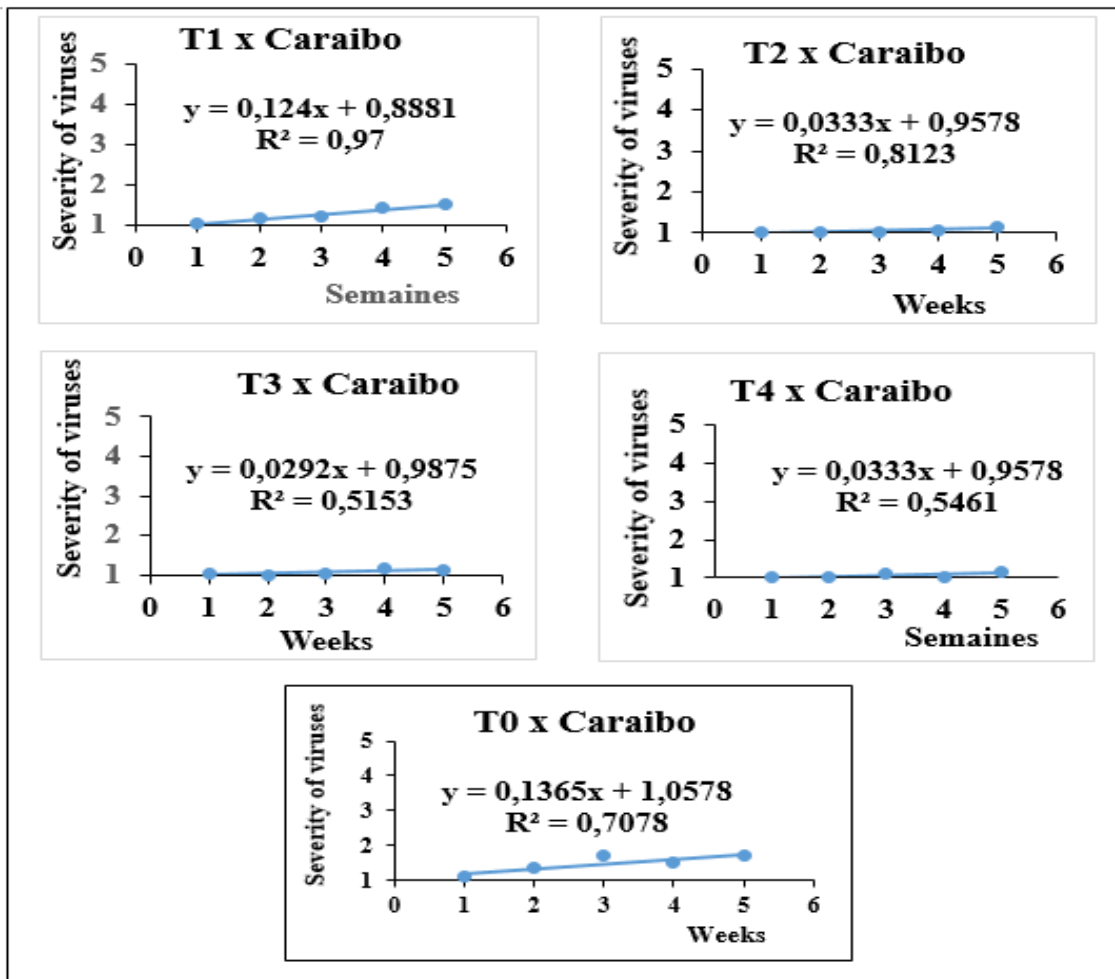 T1 x Caraibo
Severity of viruses
5
4
3
2
1
y = 0,124x + 0,8881
R² = 0,97
0 1 2 3 4 5 6
Semaines
T2 x Caraibo
Severity of viruses
5
4
3
2
1
y = 0,0333x + 0,9578
R² = 0,8123
0 1 2 3 4 5 6
Weeks
T3 x Caraibo
Severity of viruses
5
4
3
2
1
y = 0,0292x + 0,9875
R² = 0,5153
0 1 2 3 4 5 6
Weeks
T4 x Caraibo
Severity of viruses
5
4
3
2
1
y = 0,0333x + 0,9578
R² = 0,5461
0 1 2 3 4 5 6
Semaines
T0 x Caraibo
Severity of viruses
5
4
3
2
1
y = 0,1365x + 1,0578
R² = 0,7078
0 1 2 3 4 5 6
Weeks